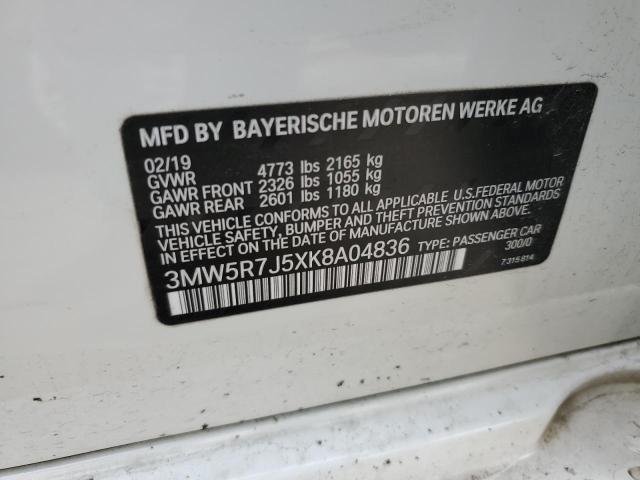 MFD BY BAYERISCHE MOTOREN WERKE AG
02/19
GVWR 4773 lbs 2165 kg
GAWR FRONT 2326 lbs 1055 kg
GAWR REAR 2601 lbs 1180 kg
THIS VEHICLE CONFORMS TO ALL APPLICABLE U.S.FEDERAL MOTOR
VEHICLE SAFETY, BUMPER, AND THEFT PREVENTION STANDARDS
IN EFFECT ON THE DATE OF MANUFACTURE SHOWN ABOVE.
3MW5R7J5XK8A04836 TYPE: PASSENGER CAR
300/0
7315814